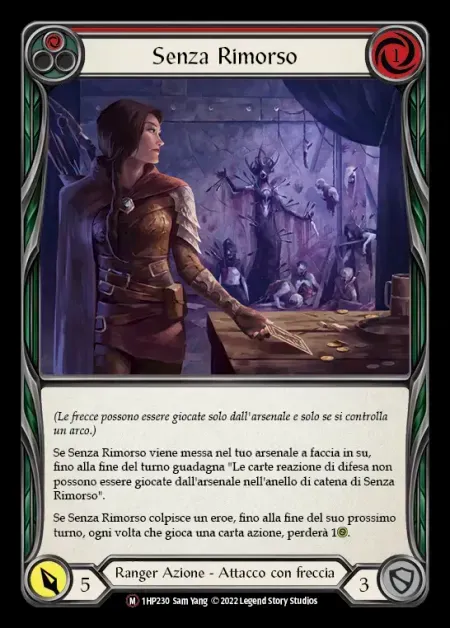 Senza Rimorso
1
(Le frecce possono essere giocate solo dall'arsenale e solo se si controlla
un arco.)
Se Senza Rimorso viene messa nel tuo arsenale a faccia in su,
fino alla fine del turno guadagna "Le carte reazione di difesa non
possono essere giocate dall'arsenale nell'anello di catena di Senza
Rimorso".
Se Senza Rimorso colpisce un eroe, fino alla fine del suo prossimo
turno, ogni volta che gioca una carta azione, perderà 1.
5
Ranger Azione - Attacco con freccia
3
M 1HP230 Sam Yang © 2022 Legend Story Studios